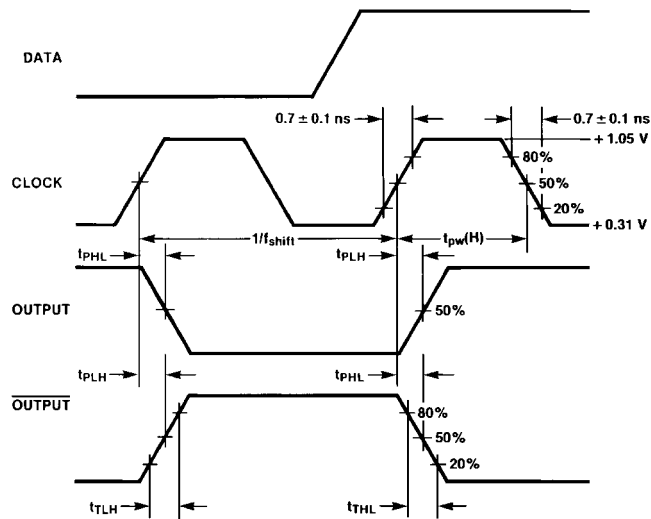 DATA
0.7 ± 0.1 ns
0.7 ± 0.1 ns
+ 1.05 V
CLOCK
80%
50%
20%
+ 0.31 V
1/fshift
tpw(H)
tPHL
tPLH
OUTPUT
50%
tPLH
tPHL
OUTPUT
80%
50%
20%
tTLH
tTHL